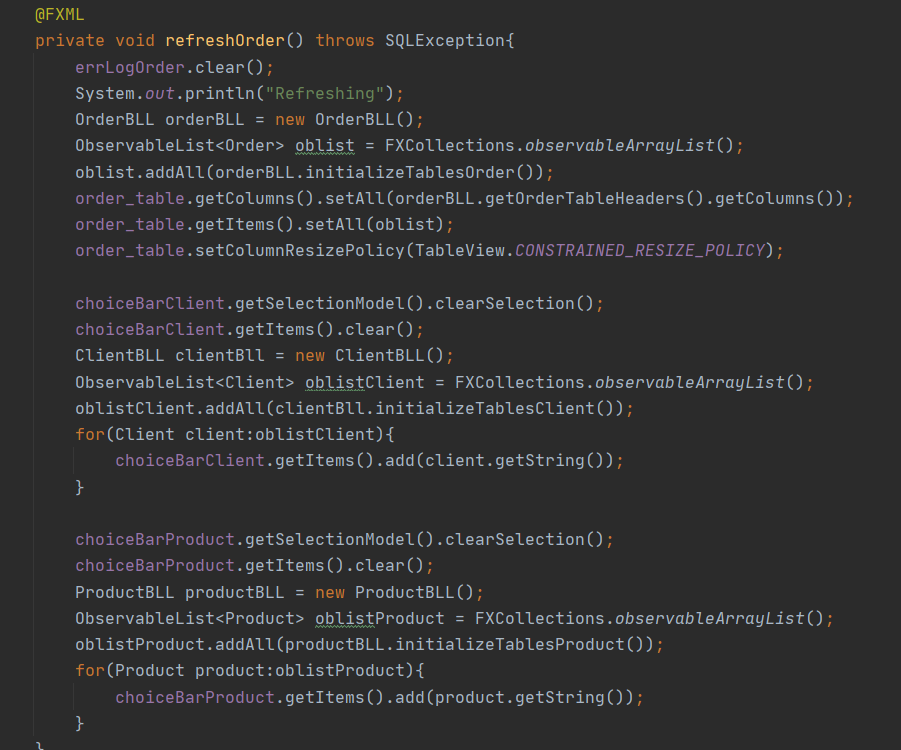 @FXML
private void refreshOrder() throws SQLException{
errLogOrder.clear();
System.out.println("Refreshing");
OrderBLL orderBLL = new OrderBLL();
ObservableList<Order> oblist = FXCollections.observableArrayList();
oblist.addAll(orderBLL.initializeTablesOrder());
order_table.getColumns().setAll(orderBLL.getOrderTableHeaders().getColumns());
order_table.getItems().setAll(oblist);
order_table.setColumnResizePolicy(TableView.CONSTRAINED_RESIZE_POLICY);
choiceBarClient.getSelectionModel().clearSelection();
choiceBarClient.getItems().clear();
ClientBLL clientBll = new ClientBLL();
ObservableList<Client> oblistClient = FXCollections.observableArrayList();
oblistClient.addAll(clientBll.initializeTablesClient());
for(Client client:oblistClient){
choiceBarClient.getItems().add(client.getString());
}
choiceBarProduct.getSelectionModel().clearSelection();
choiceBarProduct.getItems().clear();
ProductBLL productBLL = new ProductBLL();
ObservableList<Product> oblistProduct = FXCollections.observableArrayList();
oblistProduct.addAll(productBLL.initializeTablesProduct());
for(Product product:oblistProduct){
choiceBarProduct.getItems().add(product.getString());
}
}